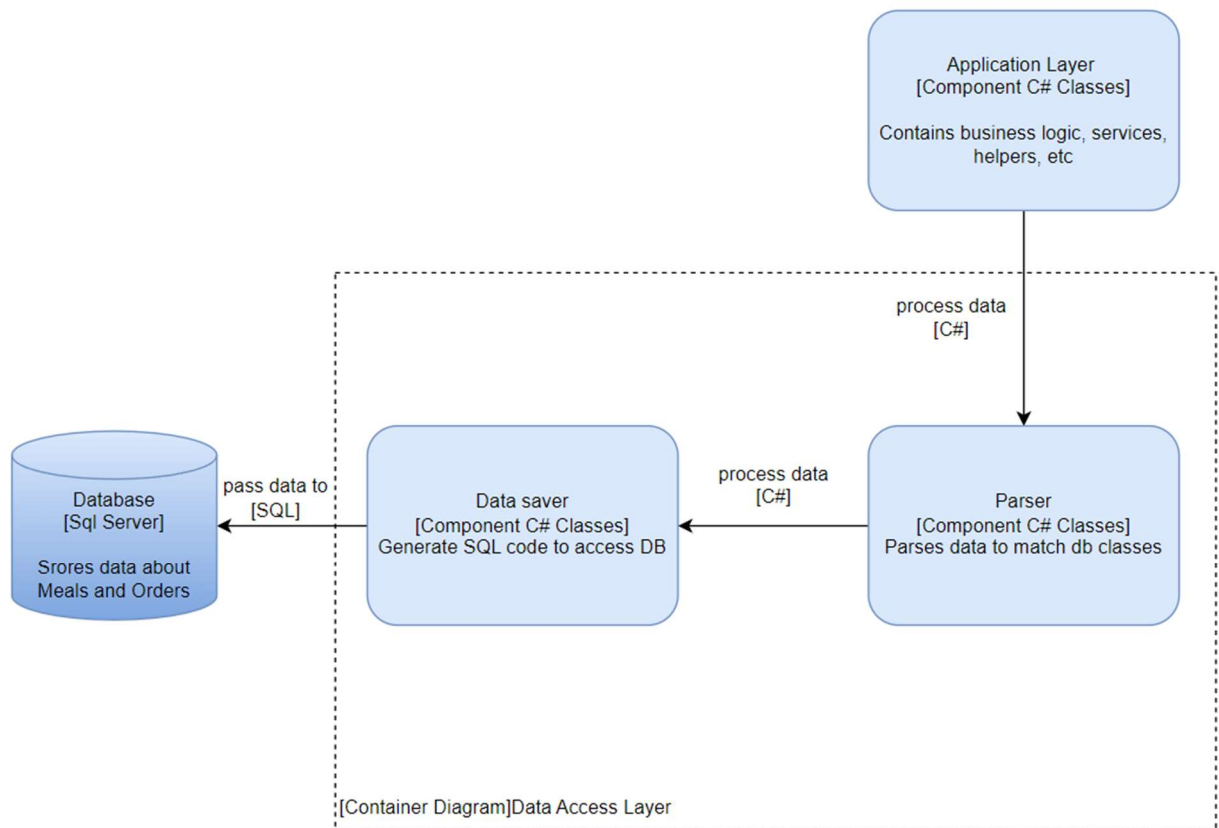 Application Layer
[Component C# Classes]
Contains business logic, services,
helpers, etc
process data
[C#]
Database
[Sql Server]
Srores data about
Meals and Orders
pass data to
[SQL]
Data saver
[Component C# Classes]
Generate SQL code to access DB
process data
[C#]
Parser
[Component C# Classes]
Parses data to match db classes
[Container Diagram]Data Access Layer